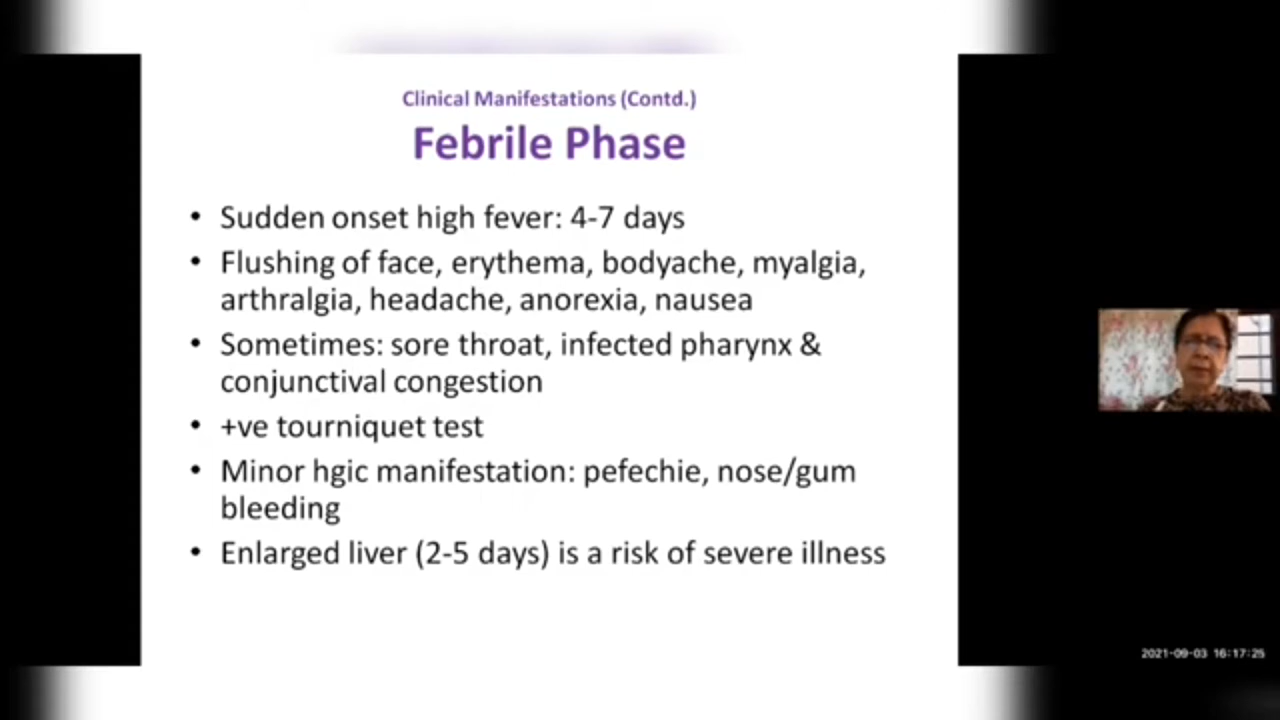 Clinical Manifestations (Contd.)
Febrile Phase
• Sudden onset high fever: 4-7 days
• Flushing of face, erythema, bodyache, myalgia,
arthralgia, headache, anorexia, nausea
• Sometimes: sore throat, infected pharynx &
conjunctival congestion
• +ve tourniquet test
• Minor hgic manifestation: pefechie, nose/gum
bleeding
• Enlarged liver (2-5 days) is a risk of severe illness
2021-09-03 16:17:25